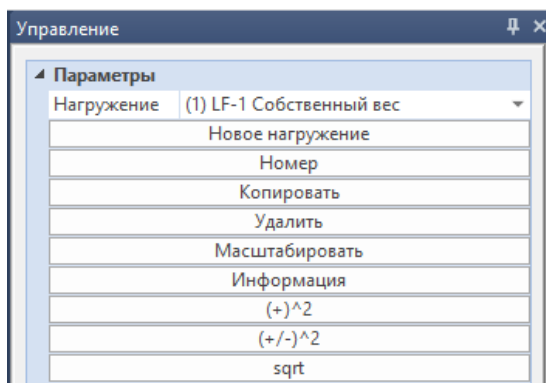 Управление
Параметры
Нагружение (1) LF-1 Собственный вес
Новое нагружение
Номер
Копировать
Удалить
Масштабировать
Информация
(+)^2
(+/-)^2
sqrt